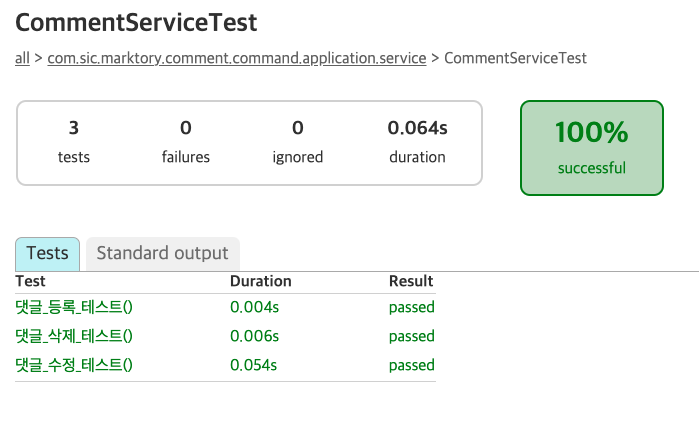 CommentServiceTest
all > com.sic.marktory.comment.command.application.service > CommentServiceTest
3 0 0 0.064s
tests failures ignored duration
100%
successful
Tests Standard output
Test Duration Result
댓글_등록_테스트() 0.004s passed
댓글_삭제_테스트() 0.006s passed
댓글_수정_테스트() 0.054s passed